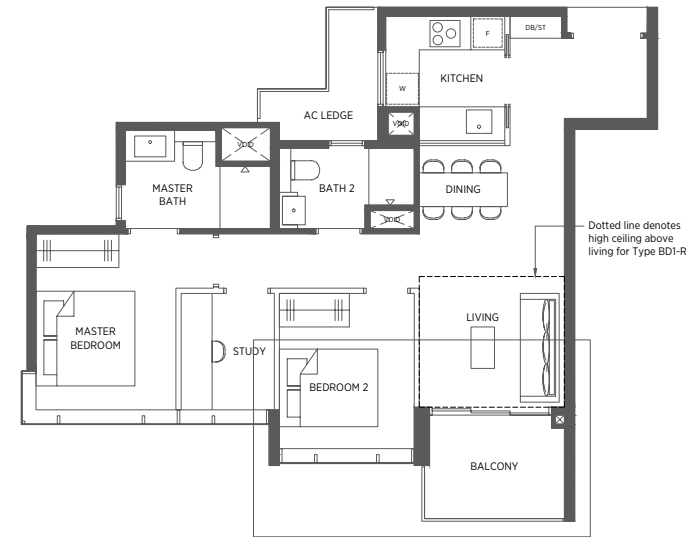 DB/ST
F
KITCHEN
W
AC LEDGE
VOID
VOID
MASTER
BATH
BATH 2
DINING
VOID
Dotted line denotes
high ceiling above
living for Type BD1-R
LIVING
MASTER
BEDROOM
STUDY
BEDROOM 2
BALCONY